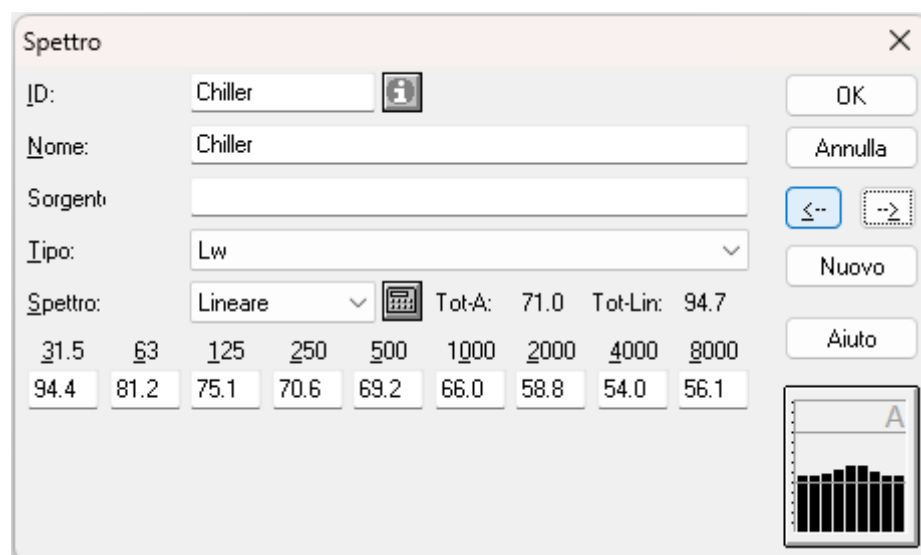 Spettro
ID: Chiller OK
Nome: Chiller Annulla
Sorgent
Tipo: Lw
<-- -->
Nuovo
Spettro: Lineare Tot-A: 71.0 Tot-Lin: 94.7
31.5 63 125 250 500 1000 2000 4000 8000
Aiuto
94.4 81.2 75.1 70.6 69.2 66.0 58.8 54.0 56.1
A